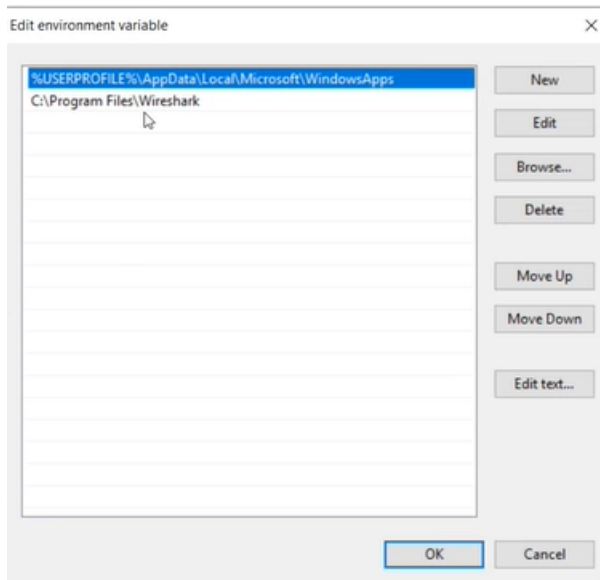 Edit environment variable
%USERPROFILE%\AppData\Local\Microsoft\WindowsApps
C:\Program Files\Wireshark
New
Edit
Browse...
Delete
Move Up
Move Down
Edit text...
OK
Cancel